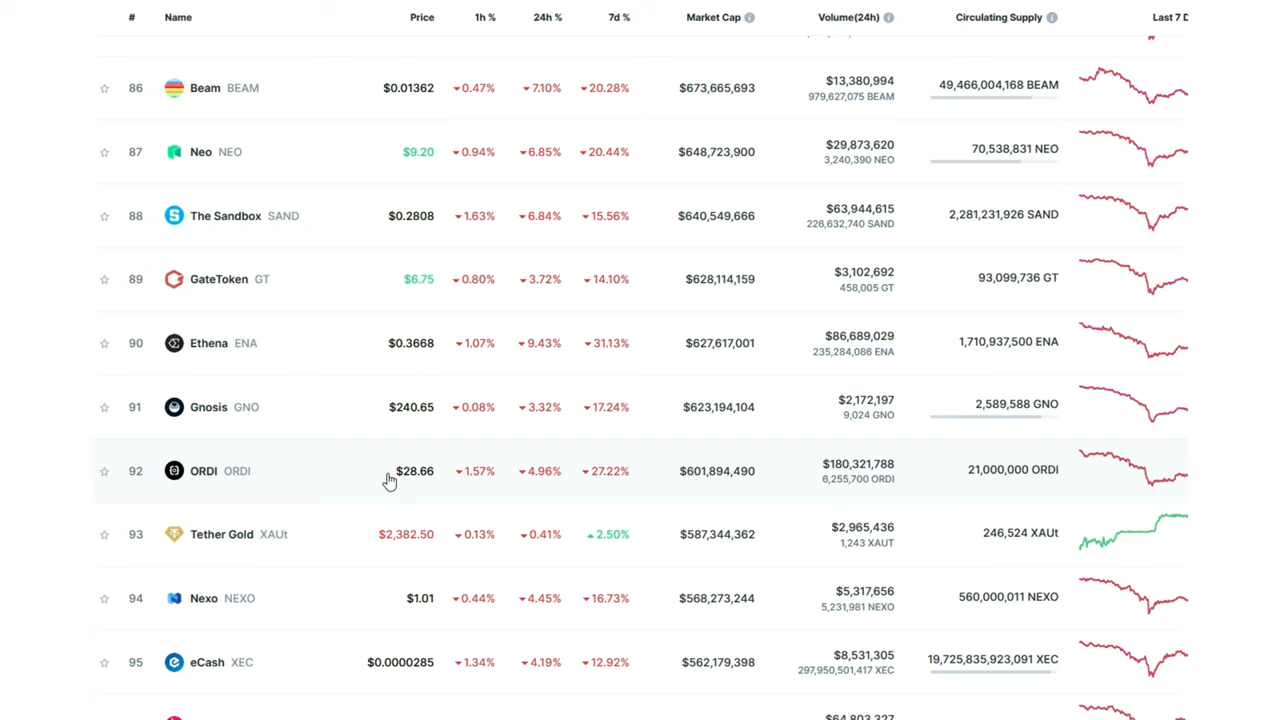 # Name Price 1h % 24h % 7d % Market Cap Volume(24h) Circulating Supply Last 7 D
86 Beam BEAM $0.01362 0.47% 7.10% 20.28% $673,665,693 $13,380,994 49,466,004,168 BEAM
979,627,075 BEAM
87 Neo NEO $9.20 0.94% 6.85% 20.44% $648,723,900 $29,873,620 70,538,831 NEO
3,240,390 NEO
88 The Sandbox SAND $0.2808 1.63% 6.84% 15.56% $640,549,666 $63,944,615 2,281,231,926 SAND
226,632,740 SAND
89 GateToken GT $6.75 0.80% 3.72% 14.10% $628,114,159 $3,102,692 93,099,736 GT
458,005 GT
90 Ethena ENA $0.3668 1.07% 9.43% 31.13% $627,617,001 $86,689,029 1,710,937,500 ENA
235,284,086 ENA
91 Gnosis GNO $240.65 0.08% 3.32% 17.24% $623,194,104 $2,172,197 2,589,588 GNO
9,024 GNO
92 ORDI ORDI $28.66 1.57% 4.96% 27.22% $601,894,490 $180,321,788 21,000,000 ORDI
6,255,700 ORDI
93 Tether Gold XAUt $2,382.50 0.13% 0.41% 2.50% $587,344,362 $2,965,436 246,524 XAUt
1,243 XAUT
94 Nexo NEXO $1.01 0.44% 4.45% 16.73% $568,273,244 $5,317,656 560,000,011 NEXO
5,231,981 NEXO
95 eCash XEC $0.0000285 1.34% 4.19% 12.92% $562,179,398 $8,531,305 19,725,835,923,091 XEC
297,950,501,417 XEC